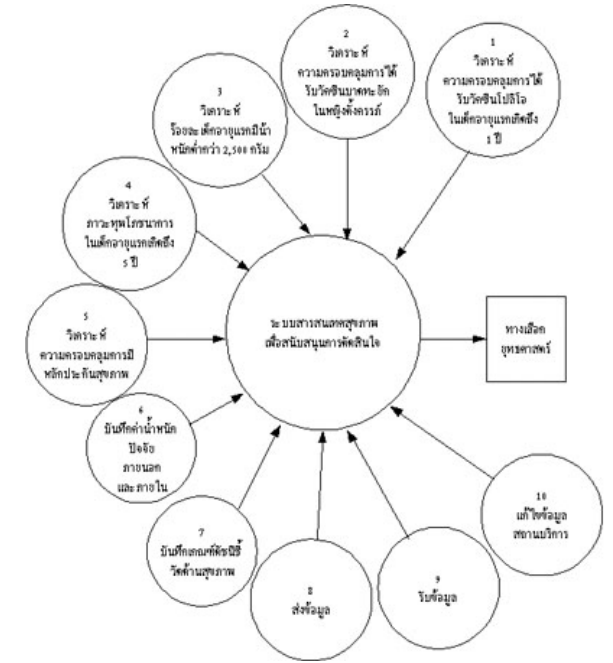 1
วิเคราะห์
ความครอบคลุมการได้
รับวัคซีนโปลิโอ
ในเด็กอายุแรกเกิดถึง
1 ปี
2
วิเคราะห์
ความครอบคลุมการได้
รับวัคซีนบาดทะยัก
ในหญิงตั้งครรภ์
3
วิเคราะห์
ร้อยละเด็กอายุแรกมีน้ำ
หนักต่ำกว่า 2,500 กรัม
4
วิเคราะห์
ภาวะทุพโภชนาการ
ในเด็กอายุแรกเกิดถึง
5 ปี
5
วิเคราะห์
ความครอบคลุมการมี
หลักประกันสุขภาพ
6
บันทึกค่าน้ำหนัก
ปัจจัย
ภายนอก
และ ภายใน
7
บันทึกเกณฑ์ดัชนีชี้
วัดด้านสุขภาพ
8
ส่งข้อมูล
9
รับข้อมูล
10
แก้ไขข้อมูล
สถานบริการ
ระบบสารสนเทศสุขภาพ
เพื่อสนับสนุนการตัดสินใจ
ทางเลือก
ยุทธศาสตร์